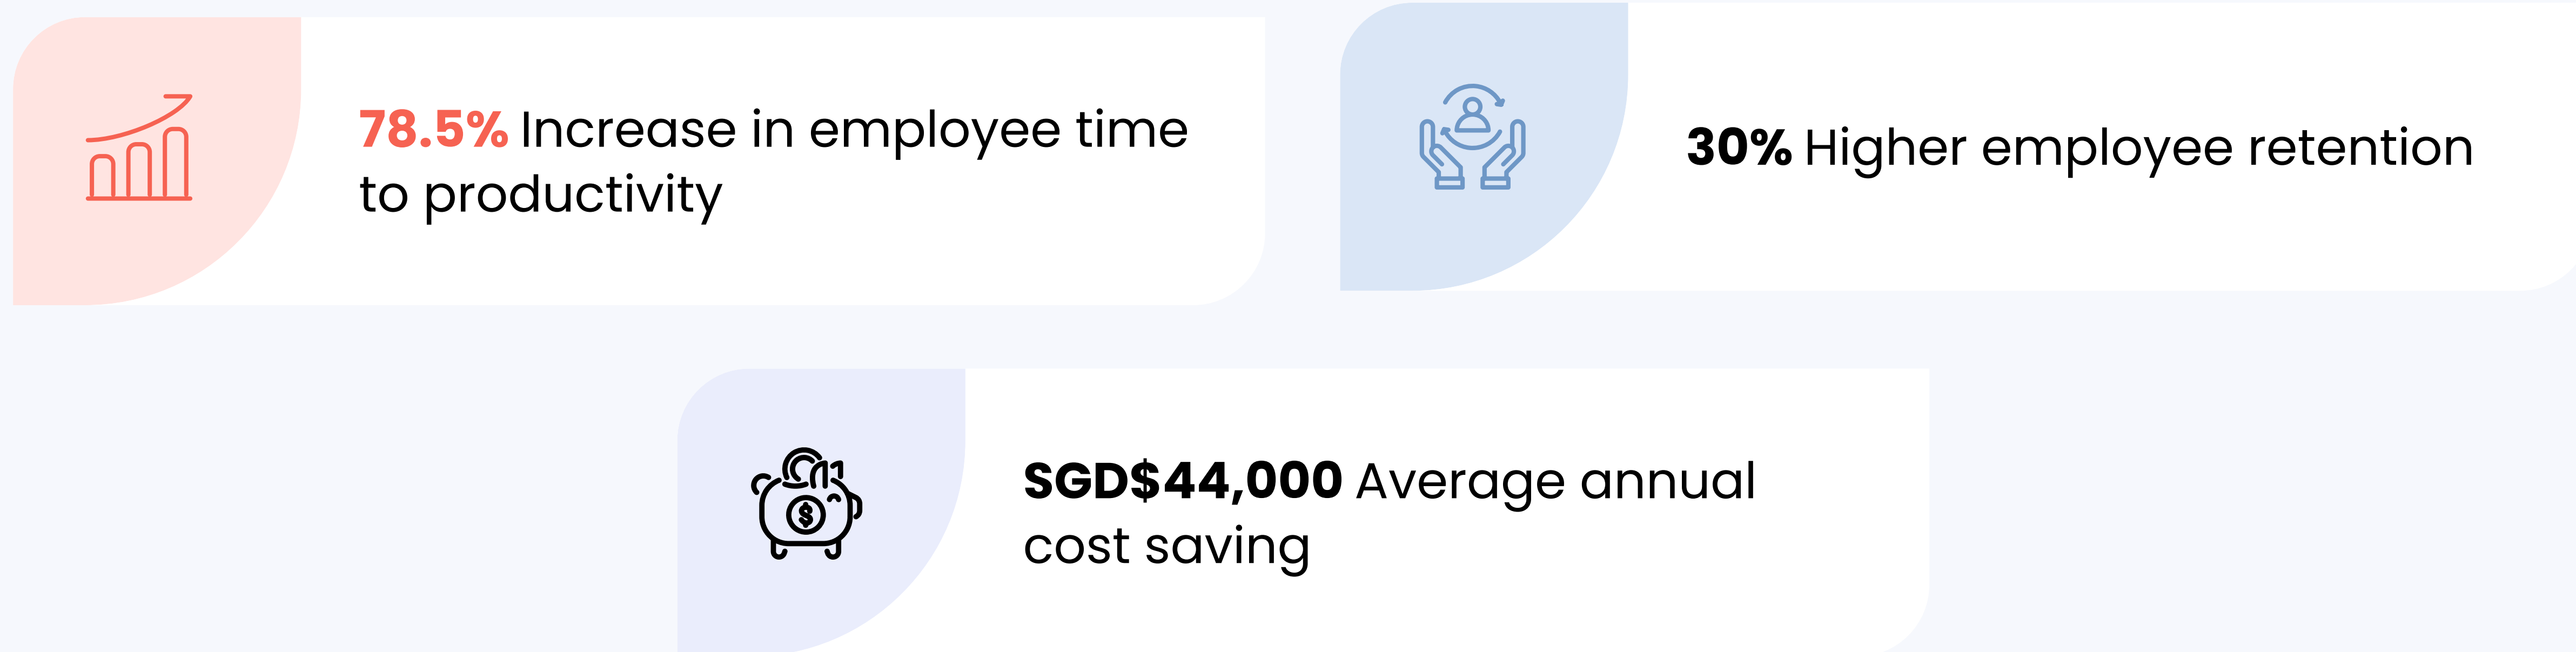 78.5% Increase in employee time
to productivity
30% Higher employee retention
$
SGD$44,000 Average annual
cost saving